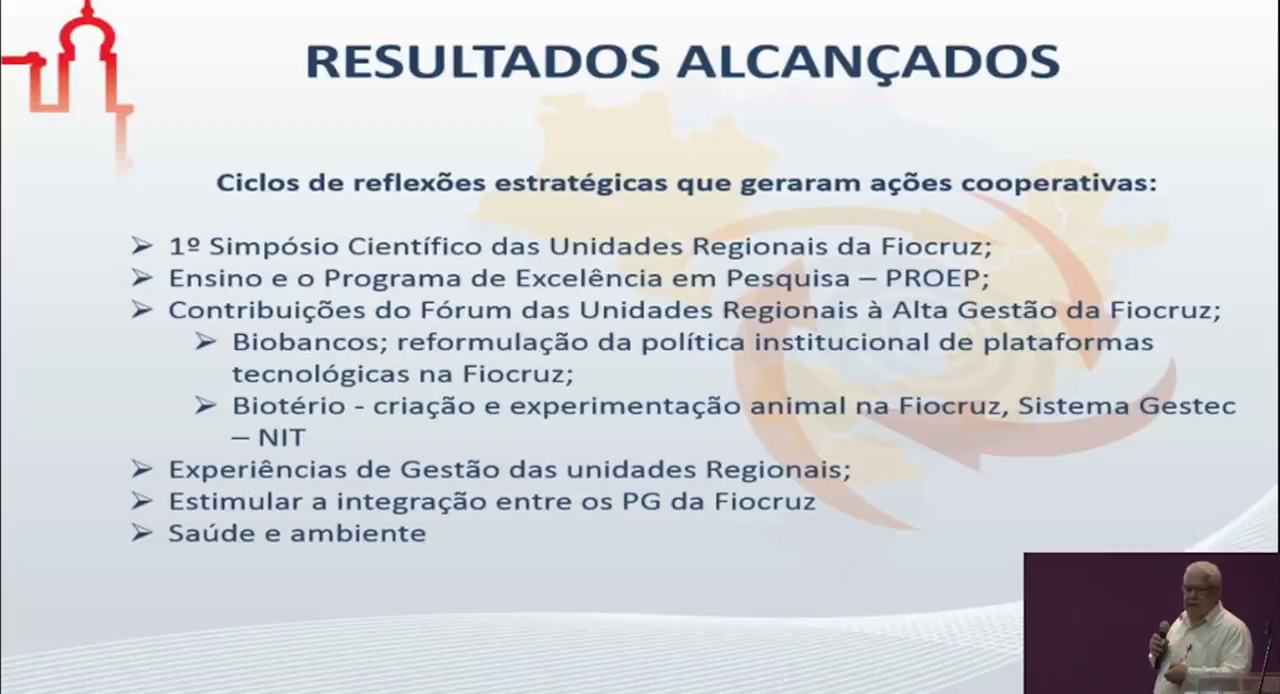 RESULTADOS ALCANÇADOS
Ciclos de reflexões estratégicas que geraram ações cooperativas:
➢ 1º Simpósio Científico das Unidades Regionais da Fiocruz;
➢ Ensino e o Programa de Excelência em Pesquisa – PROEP;
➢ Contribuições do Fórum das Unidades Regionais à Alta Gestão da Fiocruz;
➢ Biobancos; reformulação da política institucional de plataformas
tecnológicas na Fiocruz;
➢ Biotério - criação e experimentação animal na Fiocruz, Sistema Gestec
– NIT
➢ Experiências de Gestão das unidades Regionais;
➢ Estimular a integração entre os PG da Fiocruz
➢ Saúde e ambiente